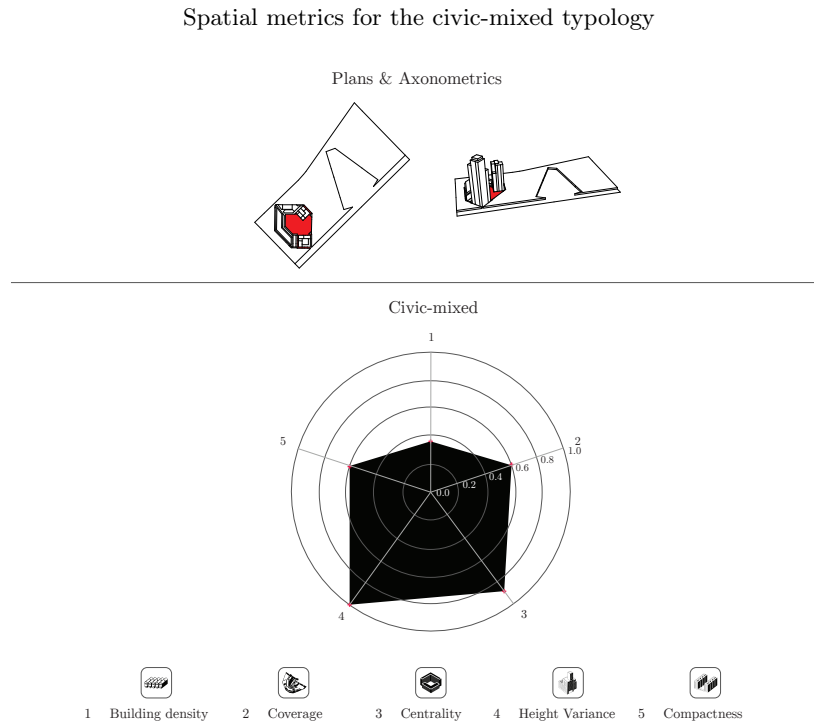 Spatial metrics for the civic-mixed typology
Plans & Axonometrics
Civic-mixed
1
2
1.0
0.8
0.6
0.4
0.2
0.0
5
4
3
1 Building density 2 Coverage 3 Centrality 4 Height Variance 5 Compactness